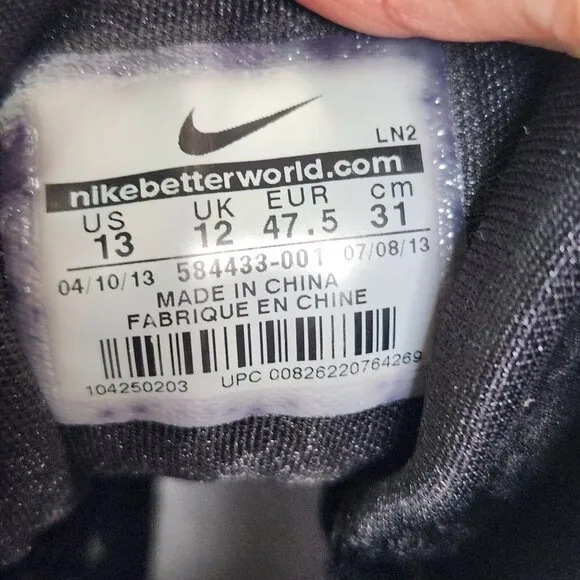 LN2
nikebetterworld.com
US UK EUR cm
13 12 47.5 31
04/10/13 584433-001 07/08/13
MADE IN CHINA
FABRIQUE EN CHINE
104250203 UPC 00826220764269